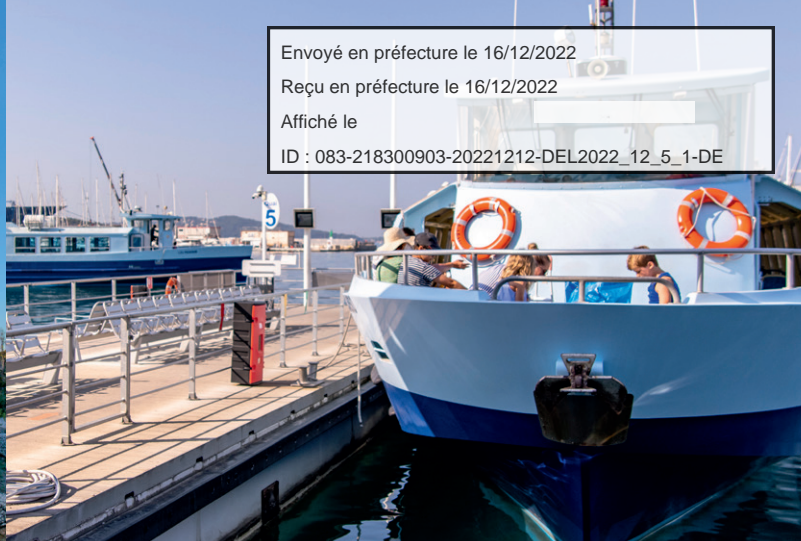 Envoyé en préfecture le 16/12/2022
Reçu en préfecture le 16/12/2022
Affiché le
ID : 083-218300903-20221212-DEL2022_12_5_1-DE
5